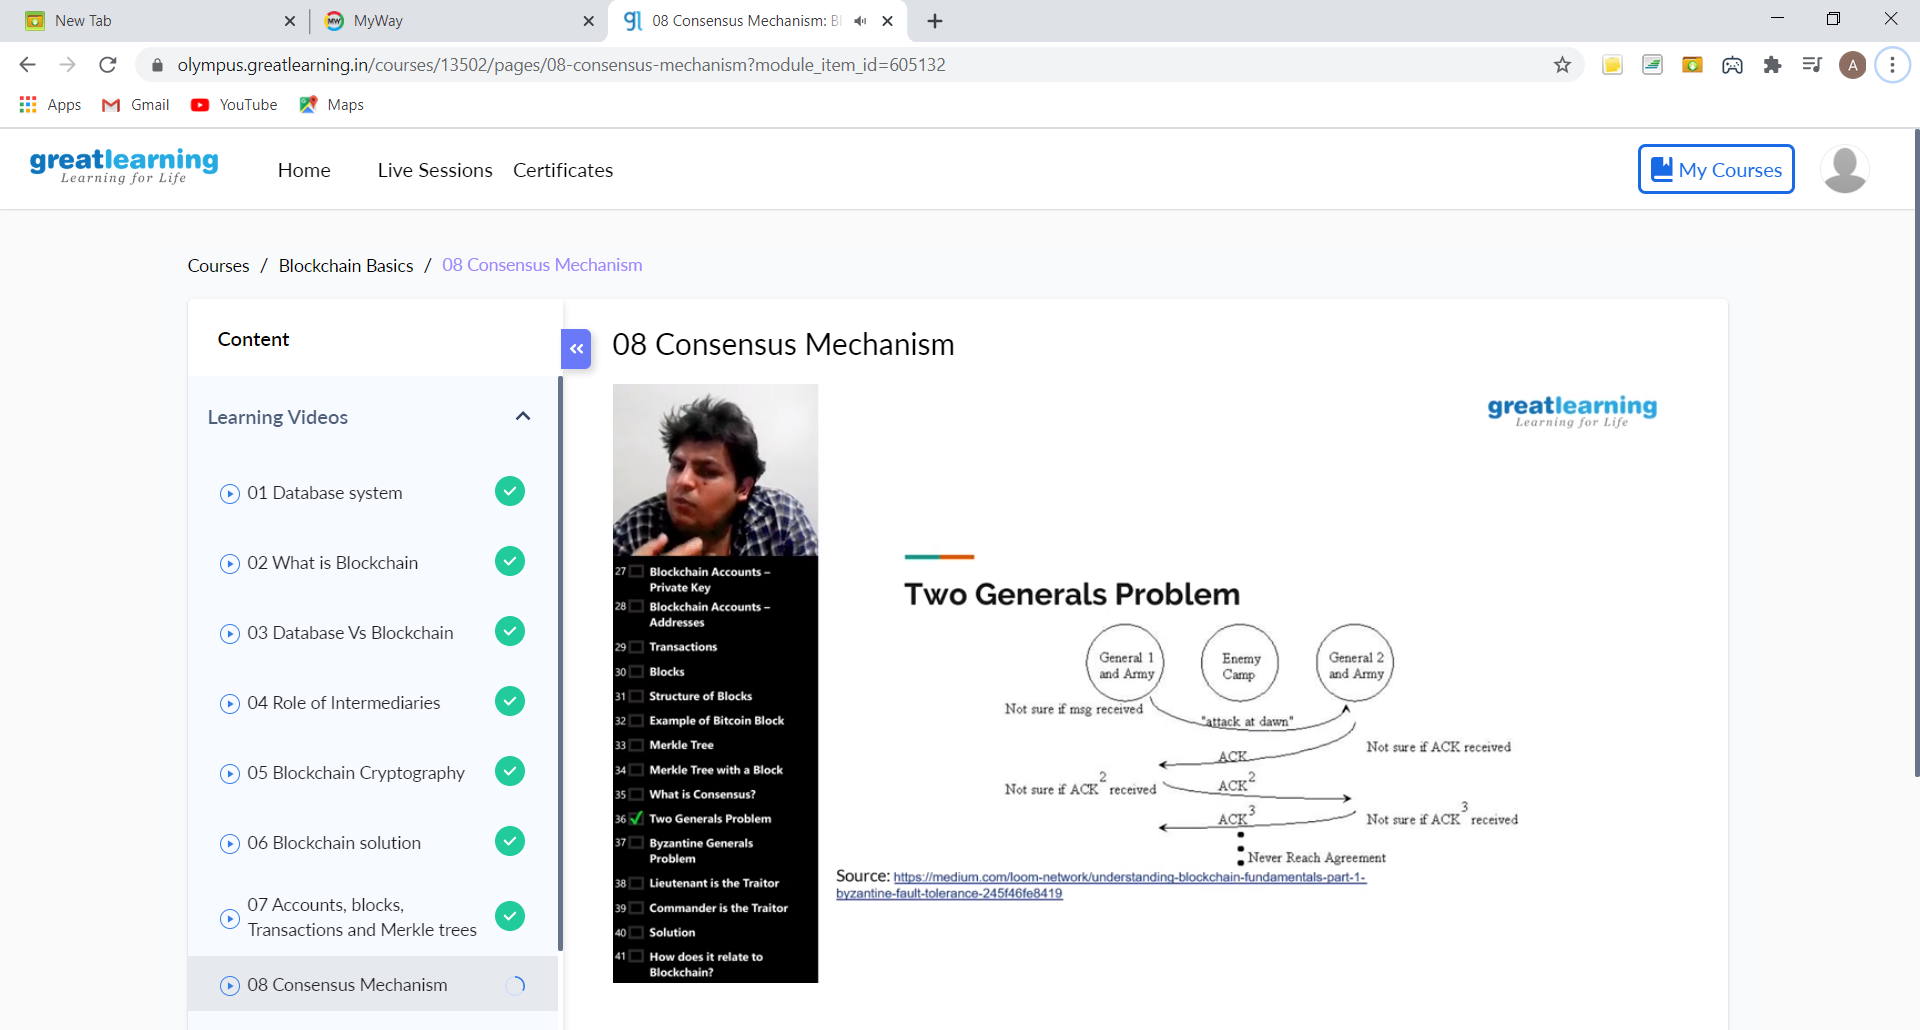 New Tab
MyWay
08 Consensus Mechanism: Bl
olympus.greatlearning.in/courses/13502/pages/08-consensus-mechanism?module_item_id=605132
A
Apps
Gmail
YouTube
Maps
greatlearning
Learning for Life
Home
Live Sessions
Certificates
My Courses
Courses / Blockchain Basics / 08 Consensus Mechanism
Content
Learning Videos
01 Database system
02 What is Blockchain
03 Database Vs Blockchain
04 Role of Intermediaries
05 Blockchain Cryptography
06 Blockchain solution
07 Accounts, blocks,
Transactions and Merkle trees
08 Consensus Mechanism
08 Consensus Mechanism
27 Blockchain Accounts –
Private Key
28 Blockchain Accounts –
Addresses
29 Transactions
30 Blocks
31 Structure of Blocks
32 Example of Bitcoin Block
33 Merkle Tree
34 Merkle Tree with a Block
35 What is Consensus?
36 Two Generals Problem
37 Byzantine Generals
Problem
38 Lieutenant is the Traitor
39 Commander is the Traitor
40 Solution
41 How does it relate to
Blockchain?
greatlearning
Learning for Life
Two Generals Problem
General 1
and Army
Enemy
Camp
General 2
and Army
Not sure if msg received
"attack at dawn"
ACK
Not sure if ACK received
Not sure if ACK² received
ACK²
ACK³
Not sure if ACK³ received
Never Reach Agreement
Source: https://medium.com/loom-network/understanding-blockchain-fundamentals-part-1-
byzantine-fault-tolerance-245f46fe8419